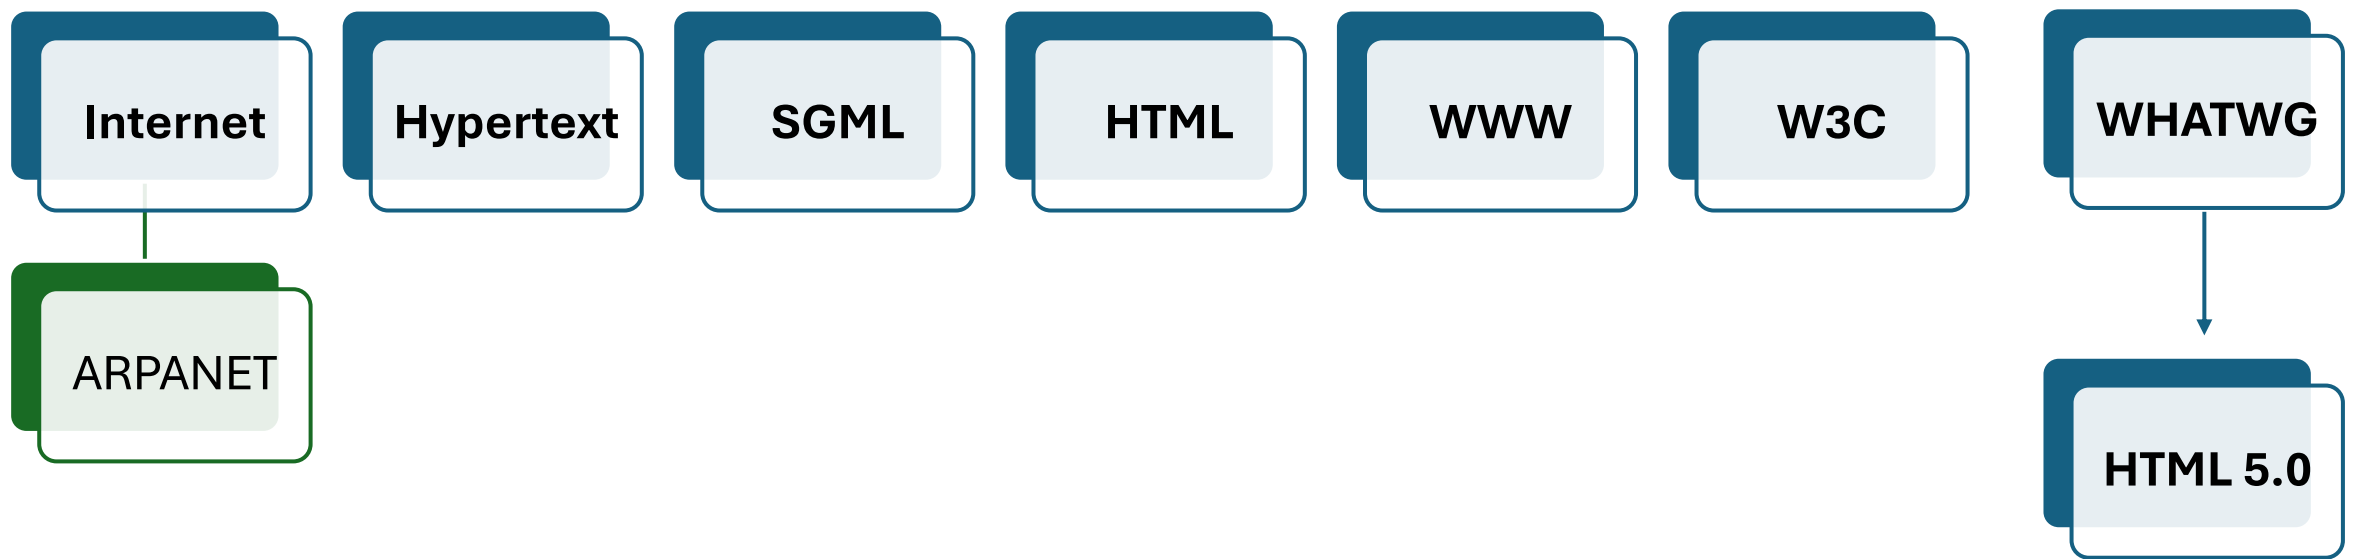 Internet
Hypertext
SGML
HTML
WWW
W3C
WHATWG
ARPANET
HTML 5.0